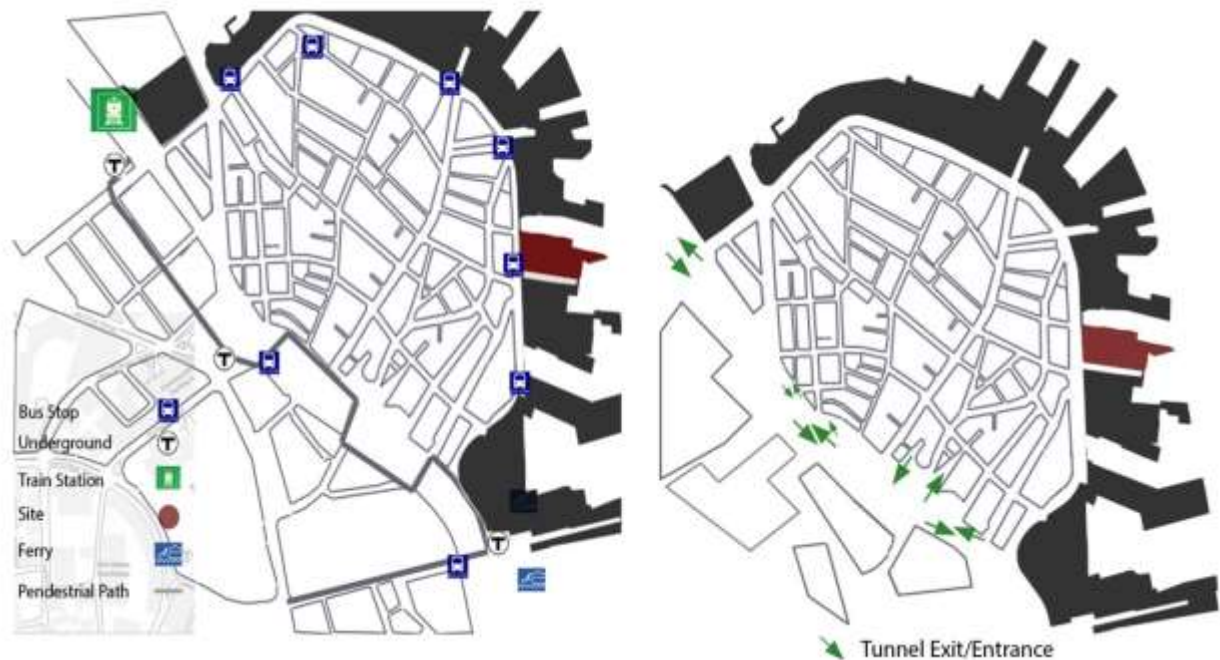 T
T
T
Bus Stop
Underground T
Train Station
Site
Ferry
Pendestrial Path
Tunnel Exit/Entrance